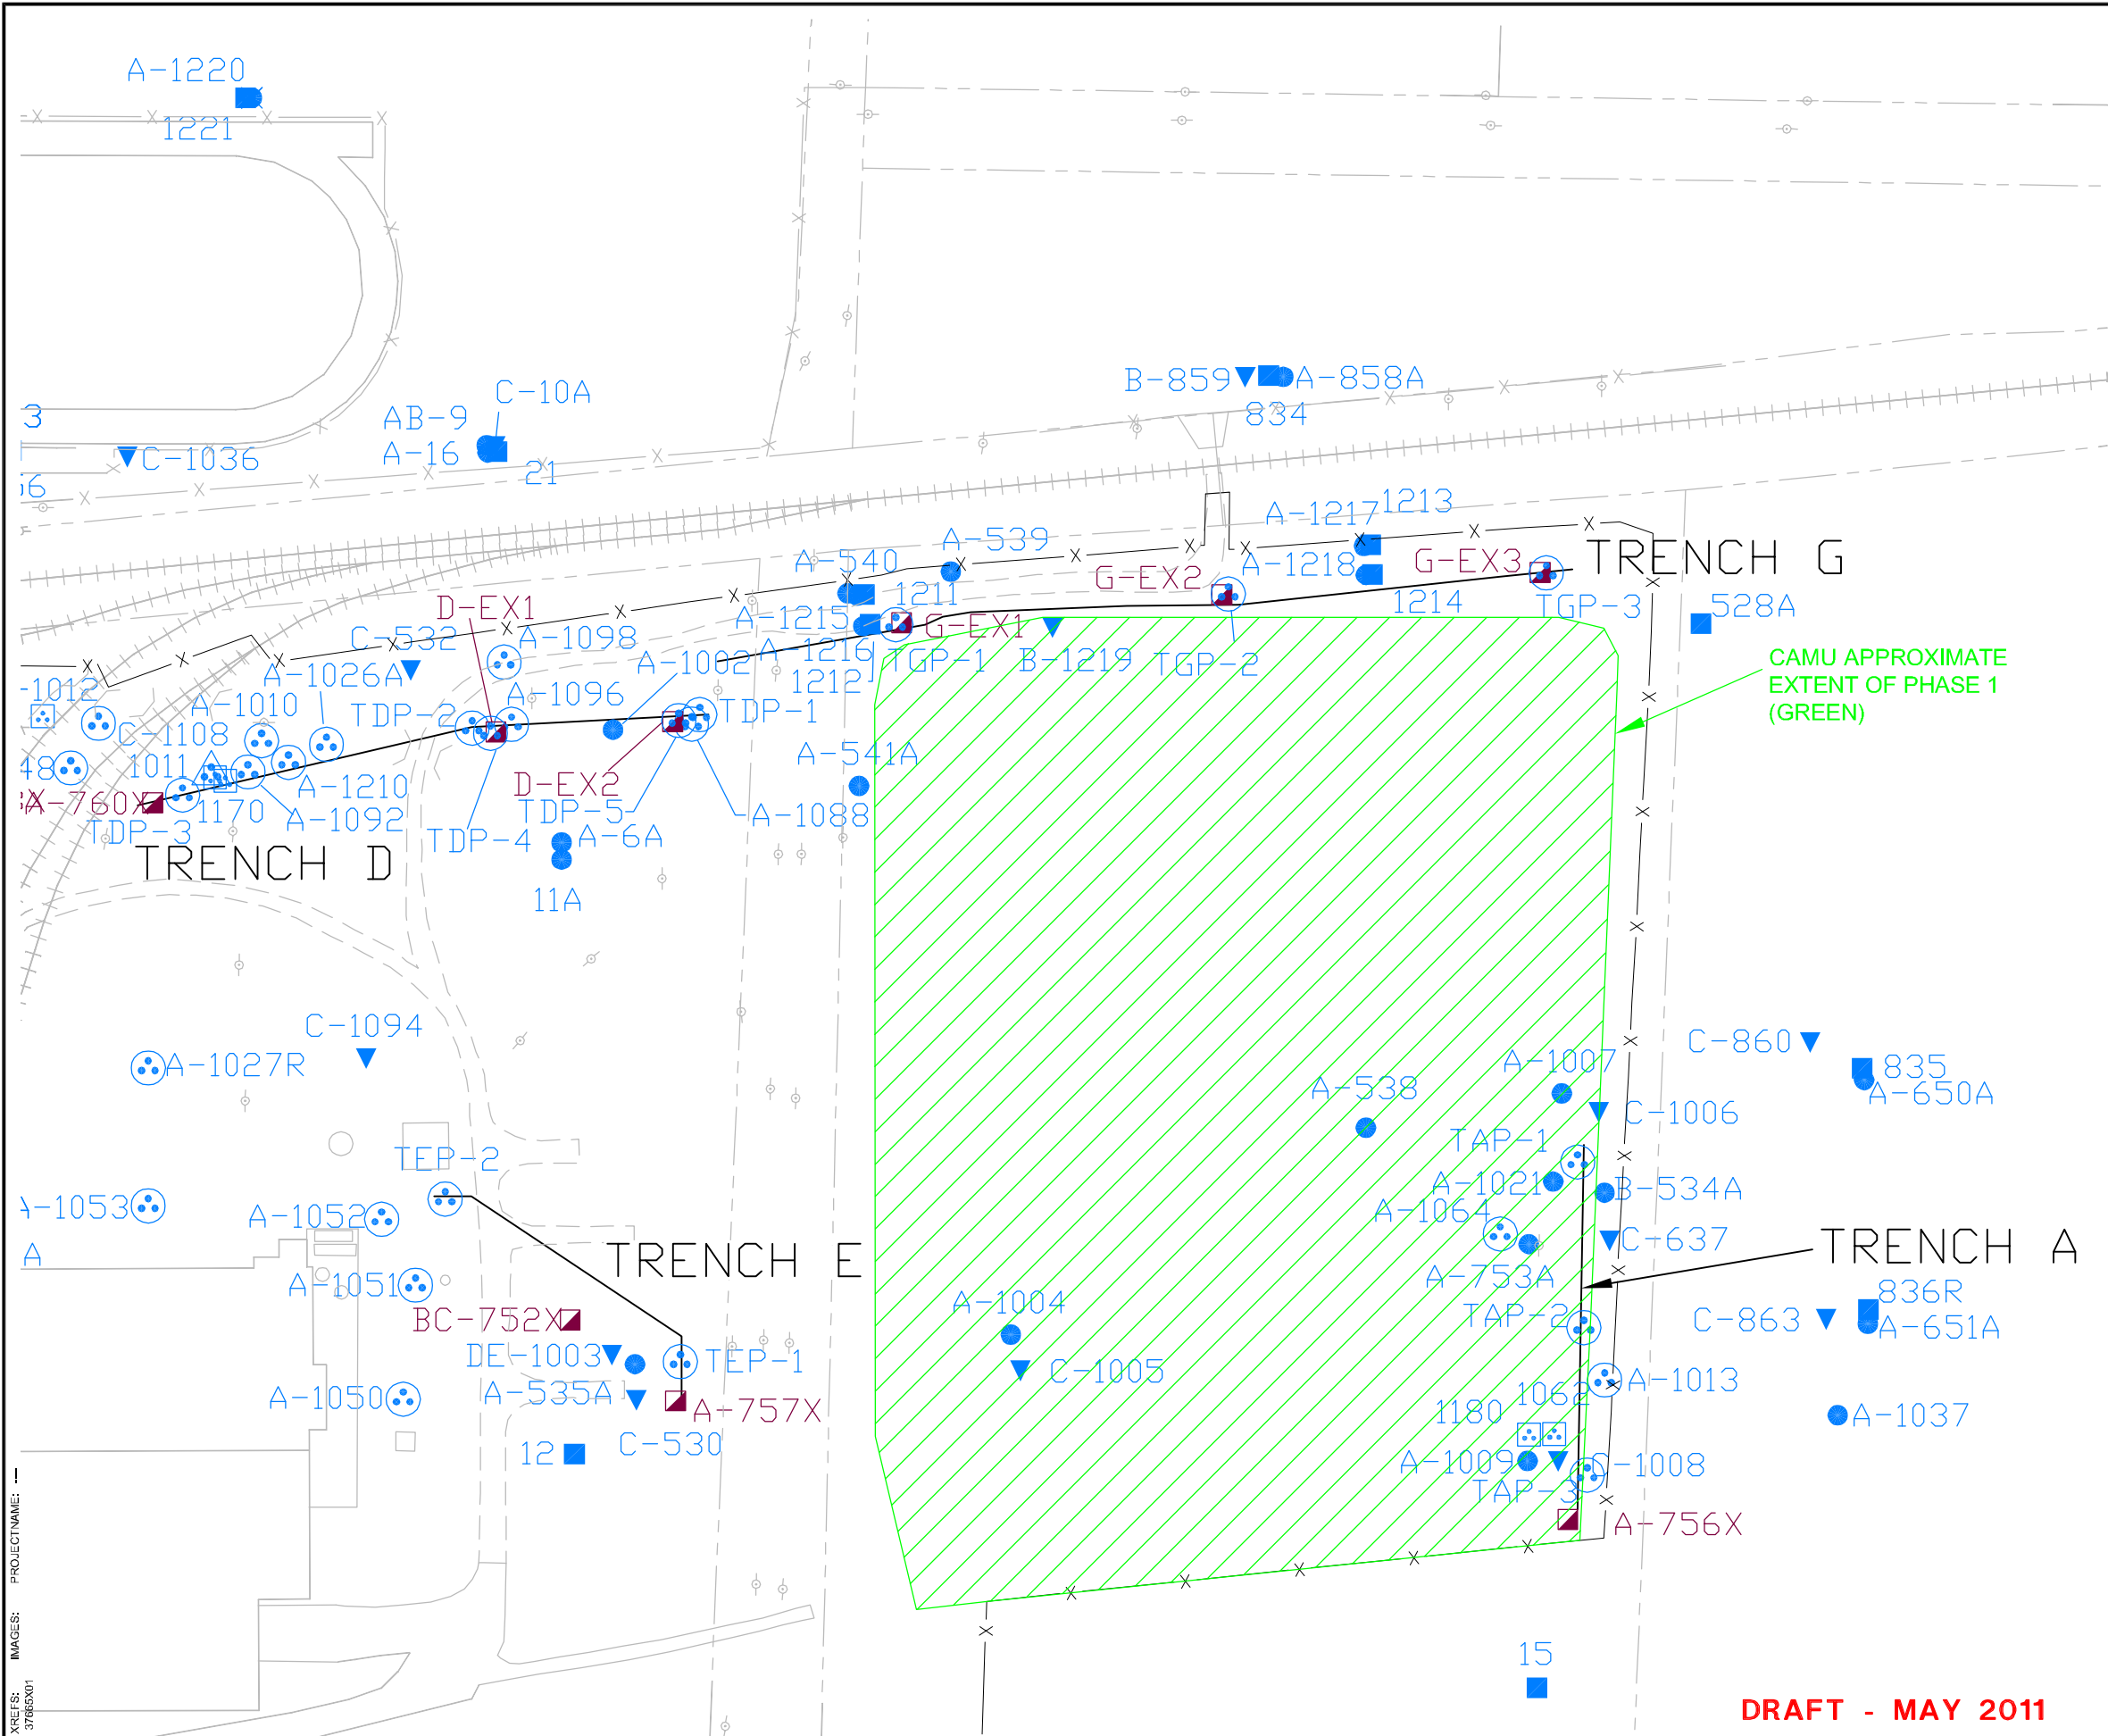 A-1220
1221
C-10A
AB-9
A-16
21
3
C-1036
B-859
A-858A
834
A-1217
1213
A-1218
G-EX3
TRENCH G
1214
TGP-3
528A
A-539
A-540
G-EX2
1211
A-1215
G-EX1
A-1216
1212
TGP-1
B-1219
TGP-2
CAMU APPROXIMATE
EXTENT OF PHASE 1
(GREEN)
D-EX1
C-532
A-1098
A-1002
A-1026A
-1012
A-1010
A-1096
TDP-2
TDP-1
C-1108
1011
A-541A
48
A-1210
D-EX2
A-760X
1170
TDP-5
A-1088
TDP-3
A-1092
TDP-4
A-6A
TRENCH D
11A
C-1094
A-1027R
A-1007
A-538
C-1006
C-860
835
A-650A
TEP-2
TAP-1
A-1053
A-1052
A-1021
B-534A
A-1064
C-637
A
TRENCH E
TRENCH A
A-1051
A-753A
BC-752X
A-1004
TAP-2
C-863
836R
A-651A
DE-1003
TEP-1
C-1005
A-535A
A-1050
A-757X
1062
A-1013
1180
A-1037
12
C-530
A-1009
C-1008
TAP-3
A-756X
15
DRAFT - MAY 2011
XREFS: IMAGES: PROJECTNAME: ---
37665X01